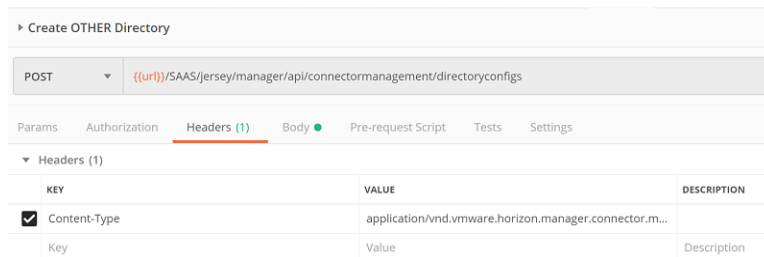 Create OTHER Directory
POST {{url}}/SAAS/jersey/manager/api/connectormanagement/directoryconfigs
Params Authorization Headers (1) Body Pre-request Script Tests Settings
Headers (1)
KEY VALUE DESCRIPTION
Content-Type application/vnd.vmware.horizon.manager.connector.m...
Key Value Description